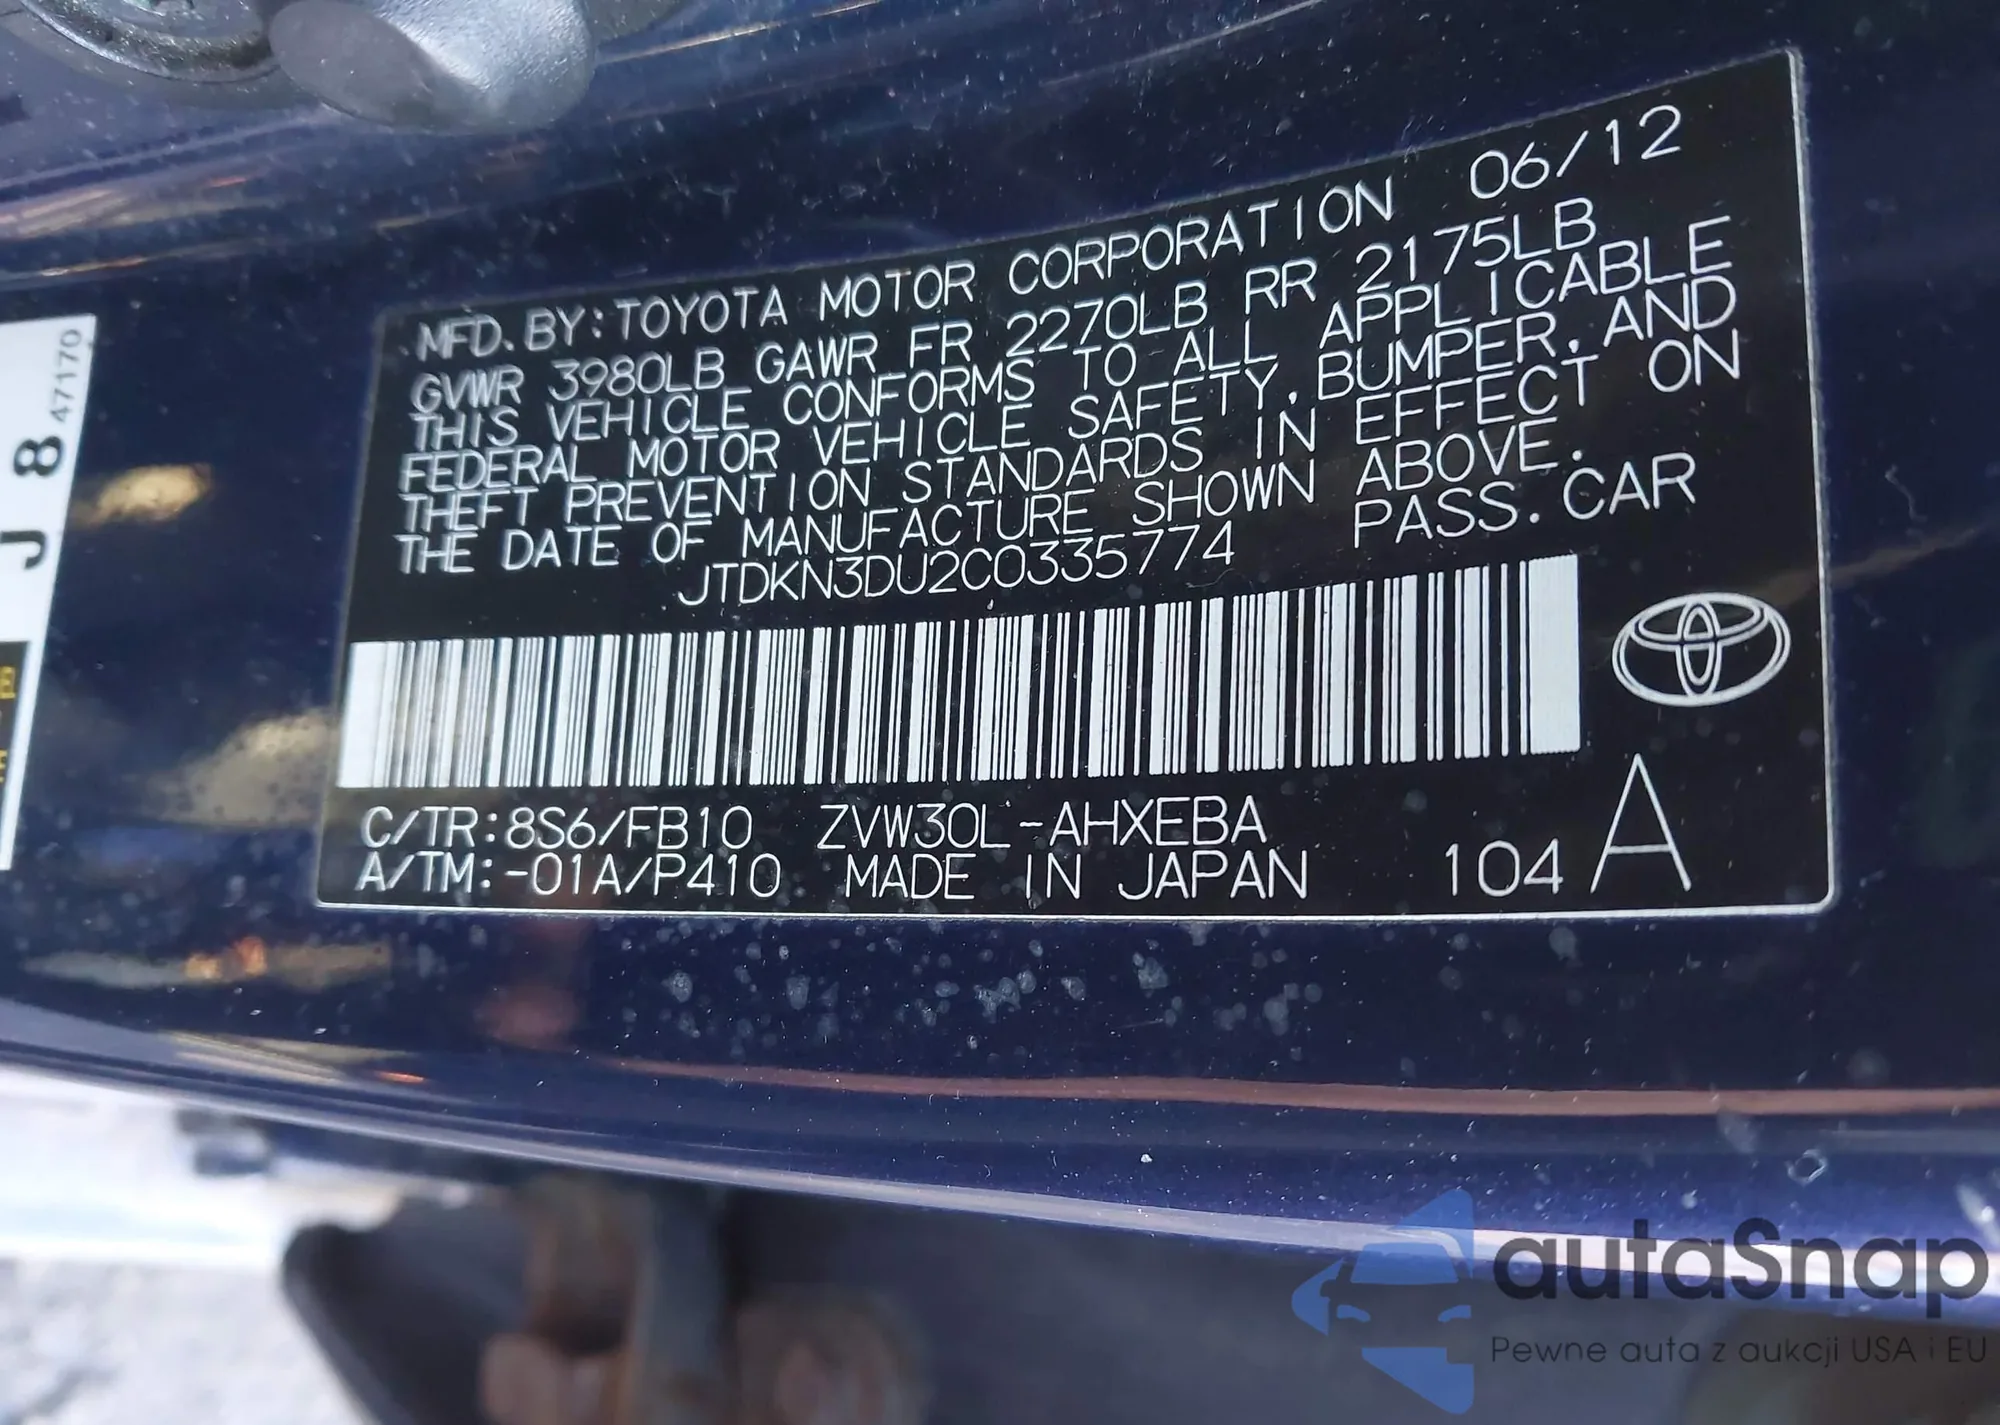 MFD. BY: TOYOTA MOTOR CORPORATION 06/12
GVWR 3980LB GAWR FR 2270LB RR 2175LB
THIS VEHICLE CONFORMS TO ALL APPLICABLE
FEDERAL MOTOR VEHICLE SAFETY, BUMPER, AND
THEFT PREVENTION STANDARDS IN EFFECT ON
THE DATE OF MANUFACTURE SHOWN ABOVE.
JTDKN3DU2C0335774 PASS. CAR
C/TR: 8S6/FB10 ZVW30L-AHXEBA
A/TM: -01A/P410 MADE IN JAPAN 104 A
J 8 47170
autaSnap
Pewne auta z aukcji USA i EU